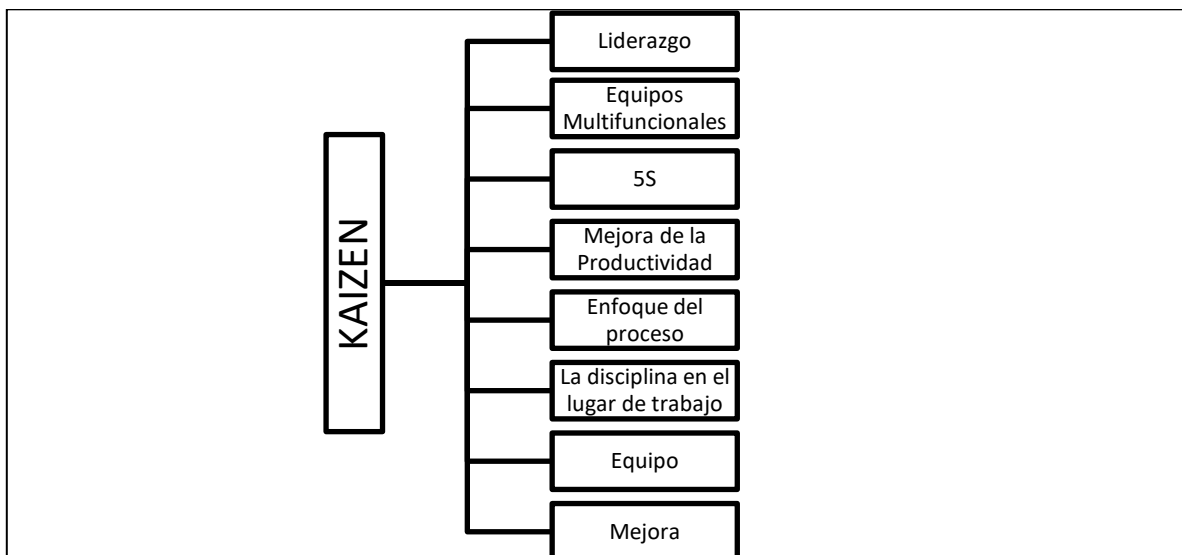 KAIZEN
Liderazgo
Equipos
Multifuncionales
5S
Mejora de la
Productividad
Enfoque del
proceso
La disciplina en el
lugar de trabajo
Equipo
Mejora